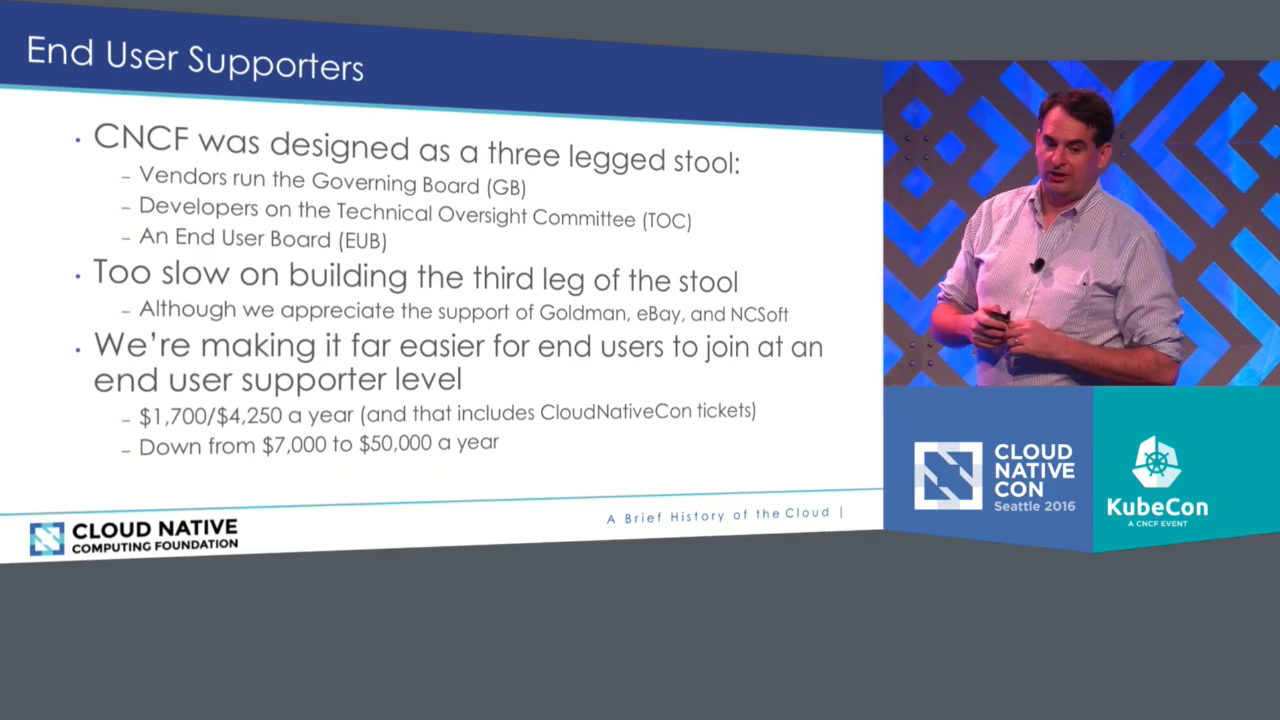 End User Supporters
• CNCF was designed as a three legged stool:
– Vendors run the Governing Board (GB)
– Developers on the Technical Oversight Committee (TOC)
– An End User Board (EUB)
• Too slow on building the third leg of the stool
– Although we appreciate the support of Goldman, eBay, and NCSoft
• We’re making it far easier for end users to join at an
end user supporter level
– $1,700/$4,250 a year (and that includes CloudNativeCon tickets)
– Down from $7,000 to $50,000 a year
A Brief History of the Cloud |
CLOUD NATIVE
COMPUTING FOUNDATION
CLOUD
NATIVE
CON
Seattle 2016
KubeCon
A CNCF EVENT